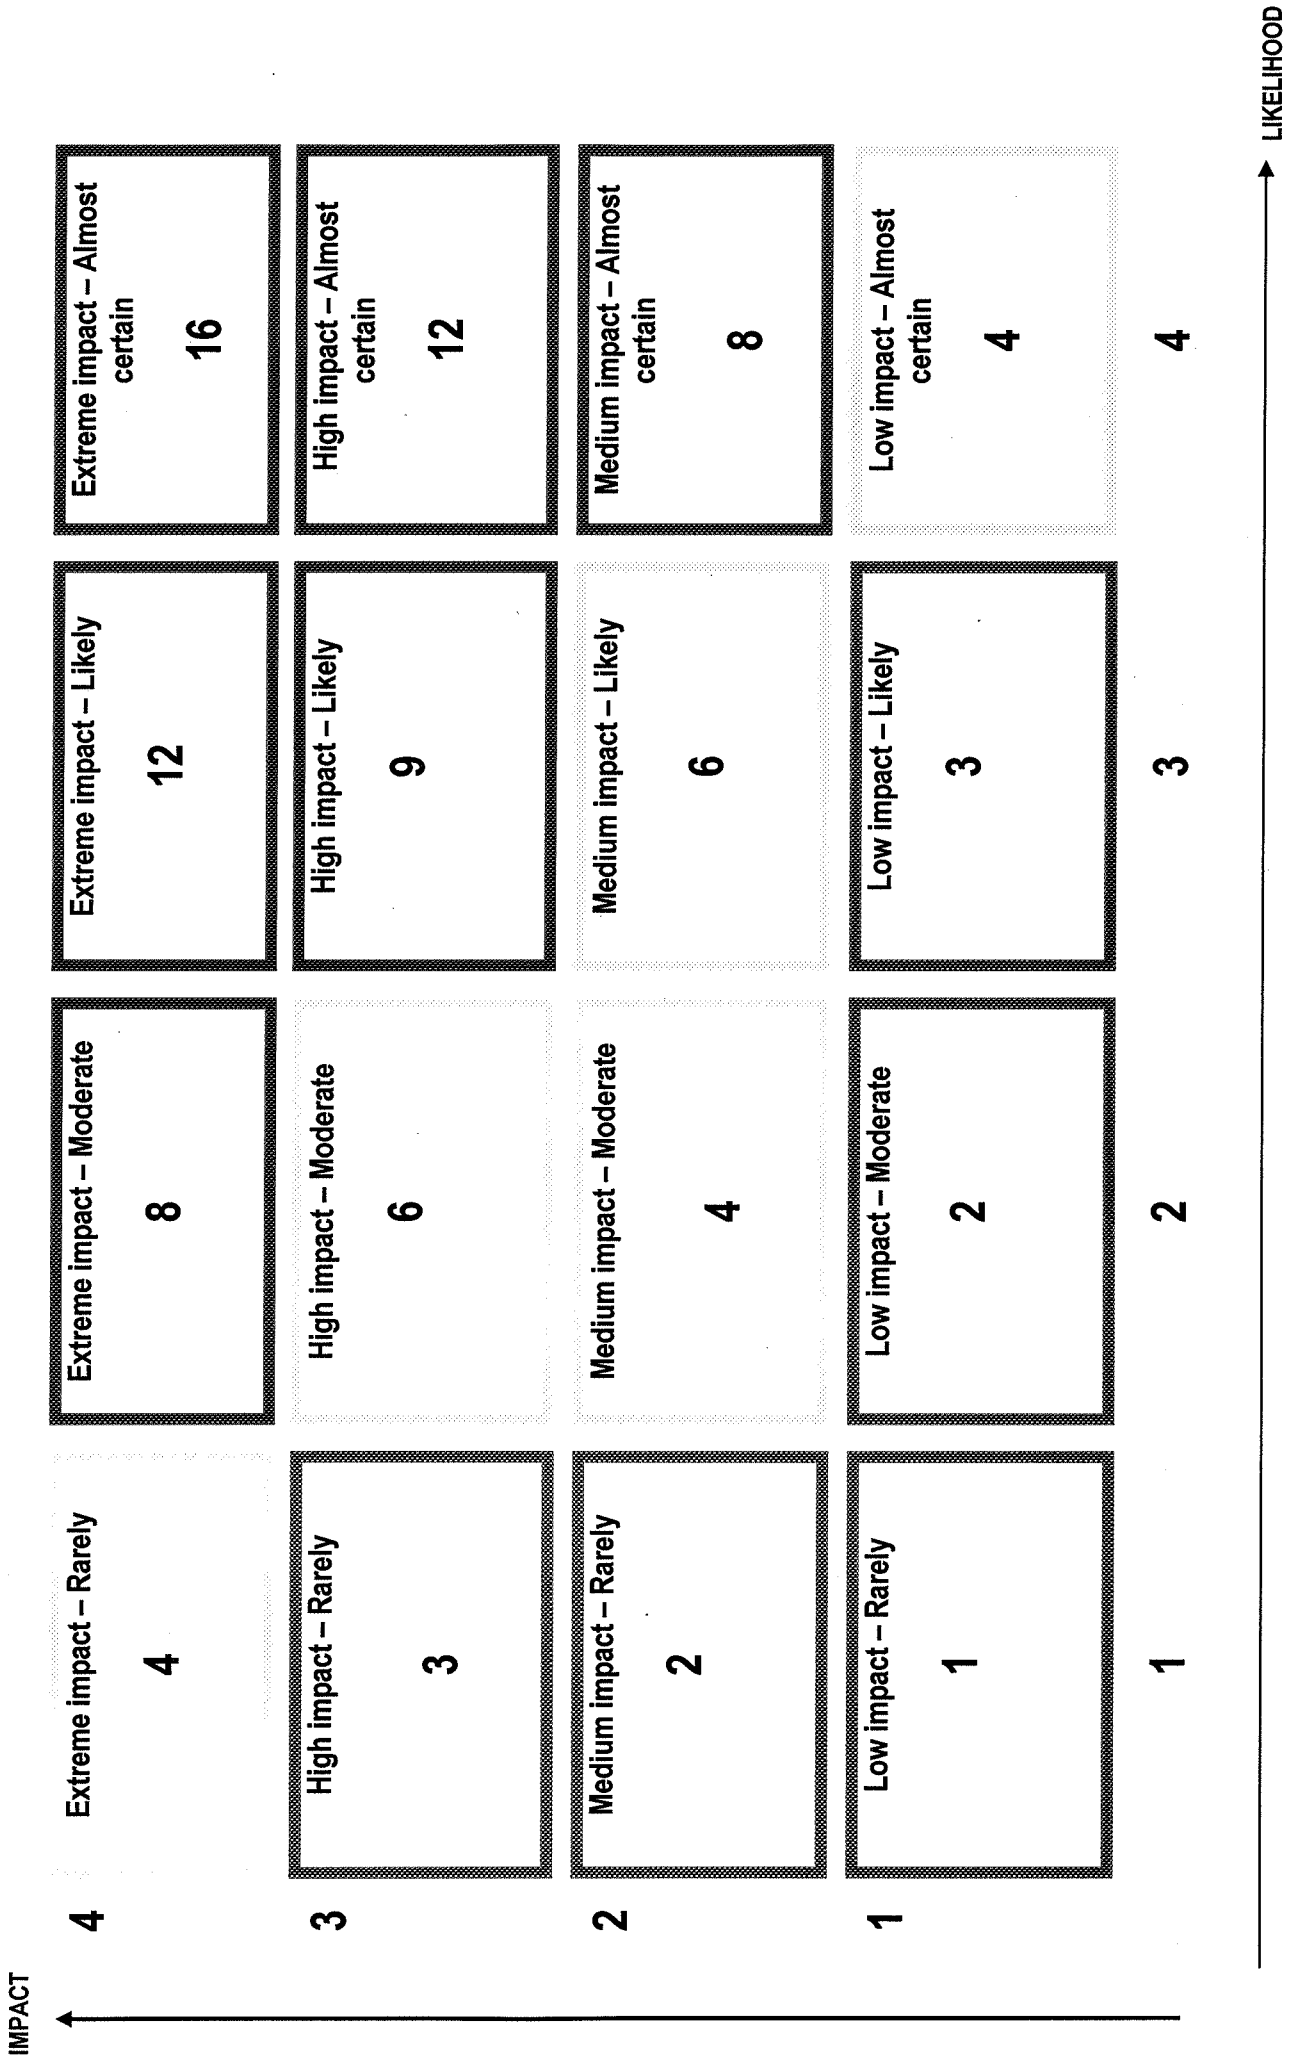 IMPACT
4
Extreme impact – Rarely
4
Extreme impact – Moderate
8
Extreme impact – Likely
12
Extreme impact – Almost
certain
16
3
High impact – Rarely
3
High impact – Moderate
6
High impact – Likely
9
High impact – Almost
certain
12
2
Medium impact – Rarely
2
Medium impact – Moderate
4
Medium impact – Likely
6
Medium impact – Almost
certain
8
1
Low impact – Rarely
1
Low impact – Moderate
2
Low impact – Likely
3
Low impact – Almost
certain
4
1
2
3
4
LIKELIHOOD